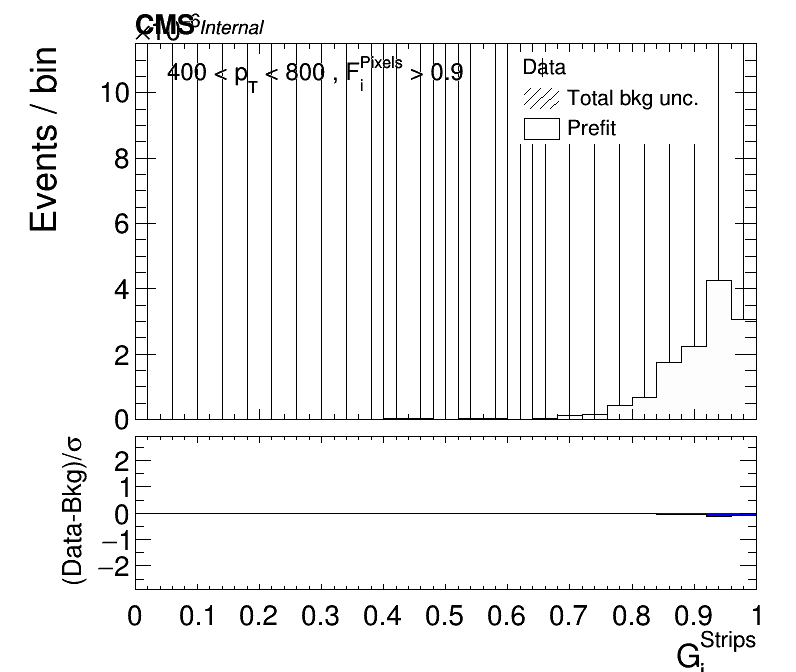 CMS Internal
×10⁻⁶
400 < p_T < 800 , F_i^Pixels > 0.9
Data
Total bkg unc.
Prefit
Events / bin
10
8
6
4
2
0
(Data-Bkg)/σ
2
1
0
−1
−2
0 0.1 0.2 0.3 0.4 0.5 0.6 0.7 0.8 0.9 1
G_i^Strips